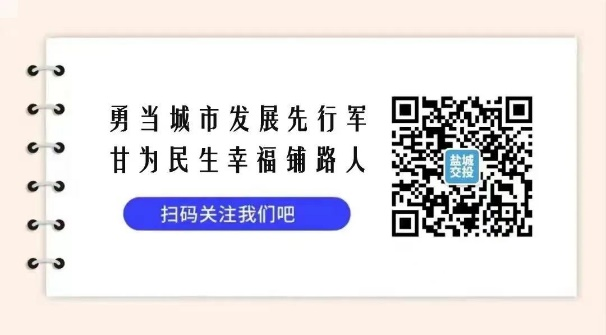 勇当城市发展先行军
甘为民生幸福铺路人
扫码关注我们吧
盐城
交投